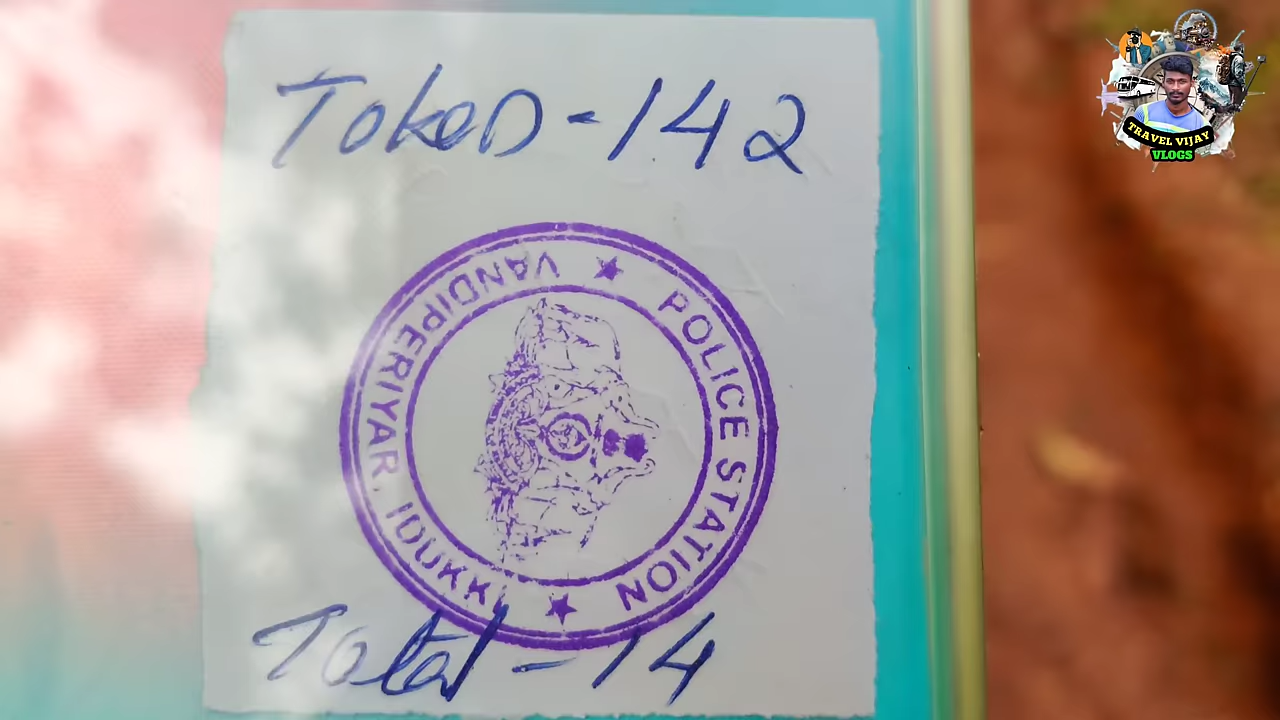 Token - 142
POLICE STATION
VANDIPERIYAR, IDUKKI
Total - 14
TRAVEL VIJAY
VLOGS